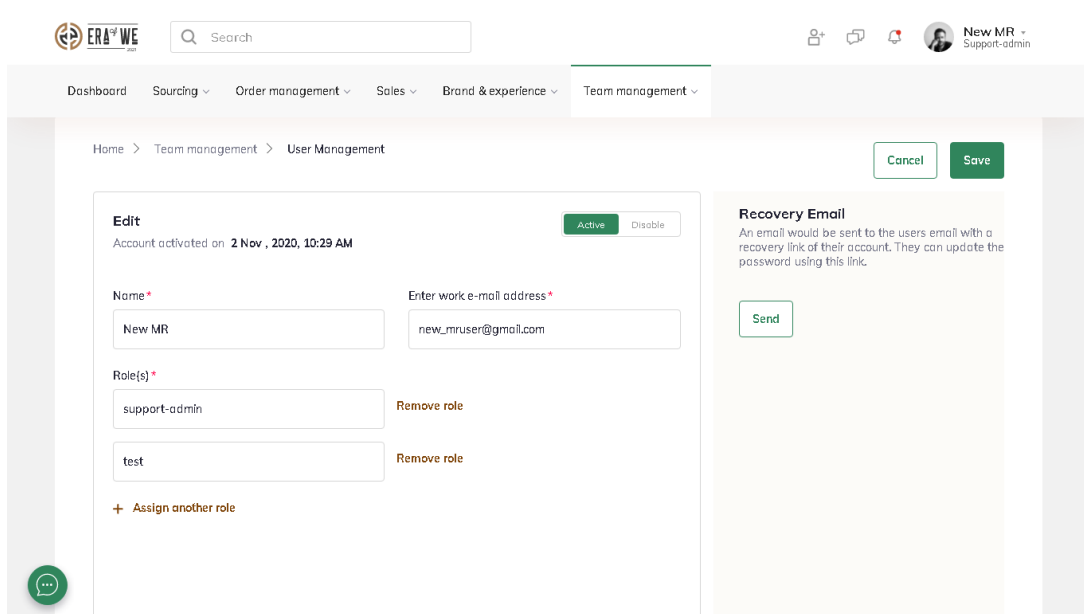 ERA OF WE
Search
New MR
Support-admin
Dashboard
Sourcing
Order management
Sales
Brand & experience
Team management
Home > Team management > User Management
Cancel
Save
Edit
Active
Disable
Account activated on 2 Nov , 2020, 10:29 AM
Name*
New MR
Enter work e-mail address*
new_mruser@gmail.com
Role(s)*
support-admin
Remove role
test
Remove role
+ Assign another role
Recovery Email
An email would be sent to the users email with a
recovery link of their account. They can update the
password using this link.
Send